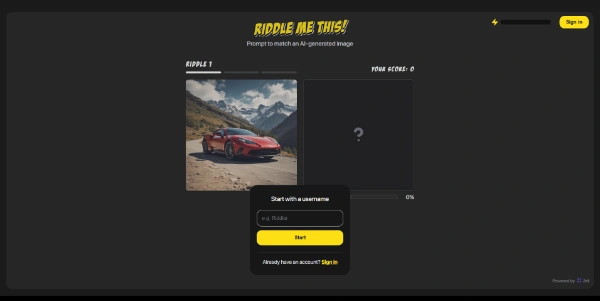 RIDDLE ME THIS!
Sign in
Prompt to match an AI-generated image
RIDDLE 1
YOUR SCORE: 0
?
0%
Start with a username
e.g. Riddler
Start
Already have an account? Sign in
Powered by